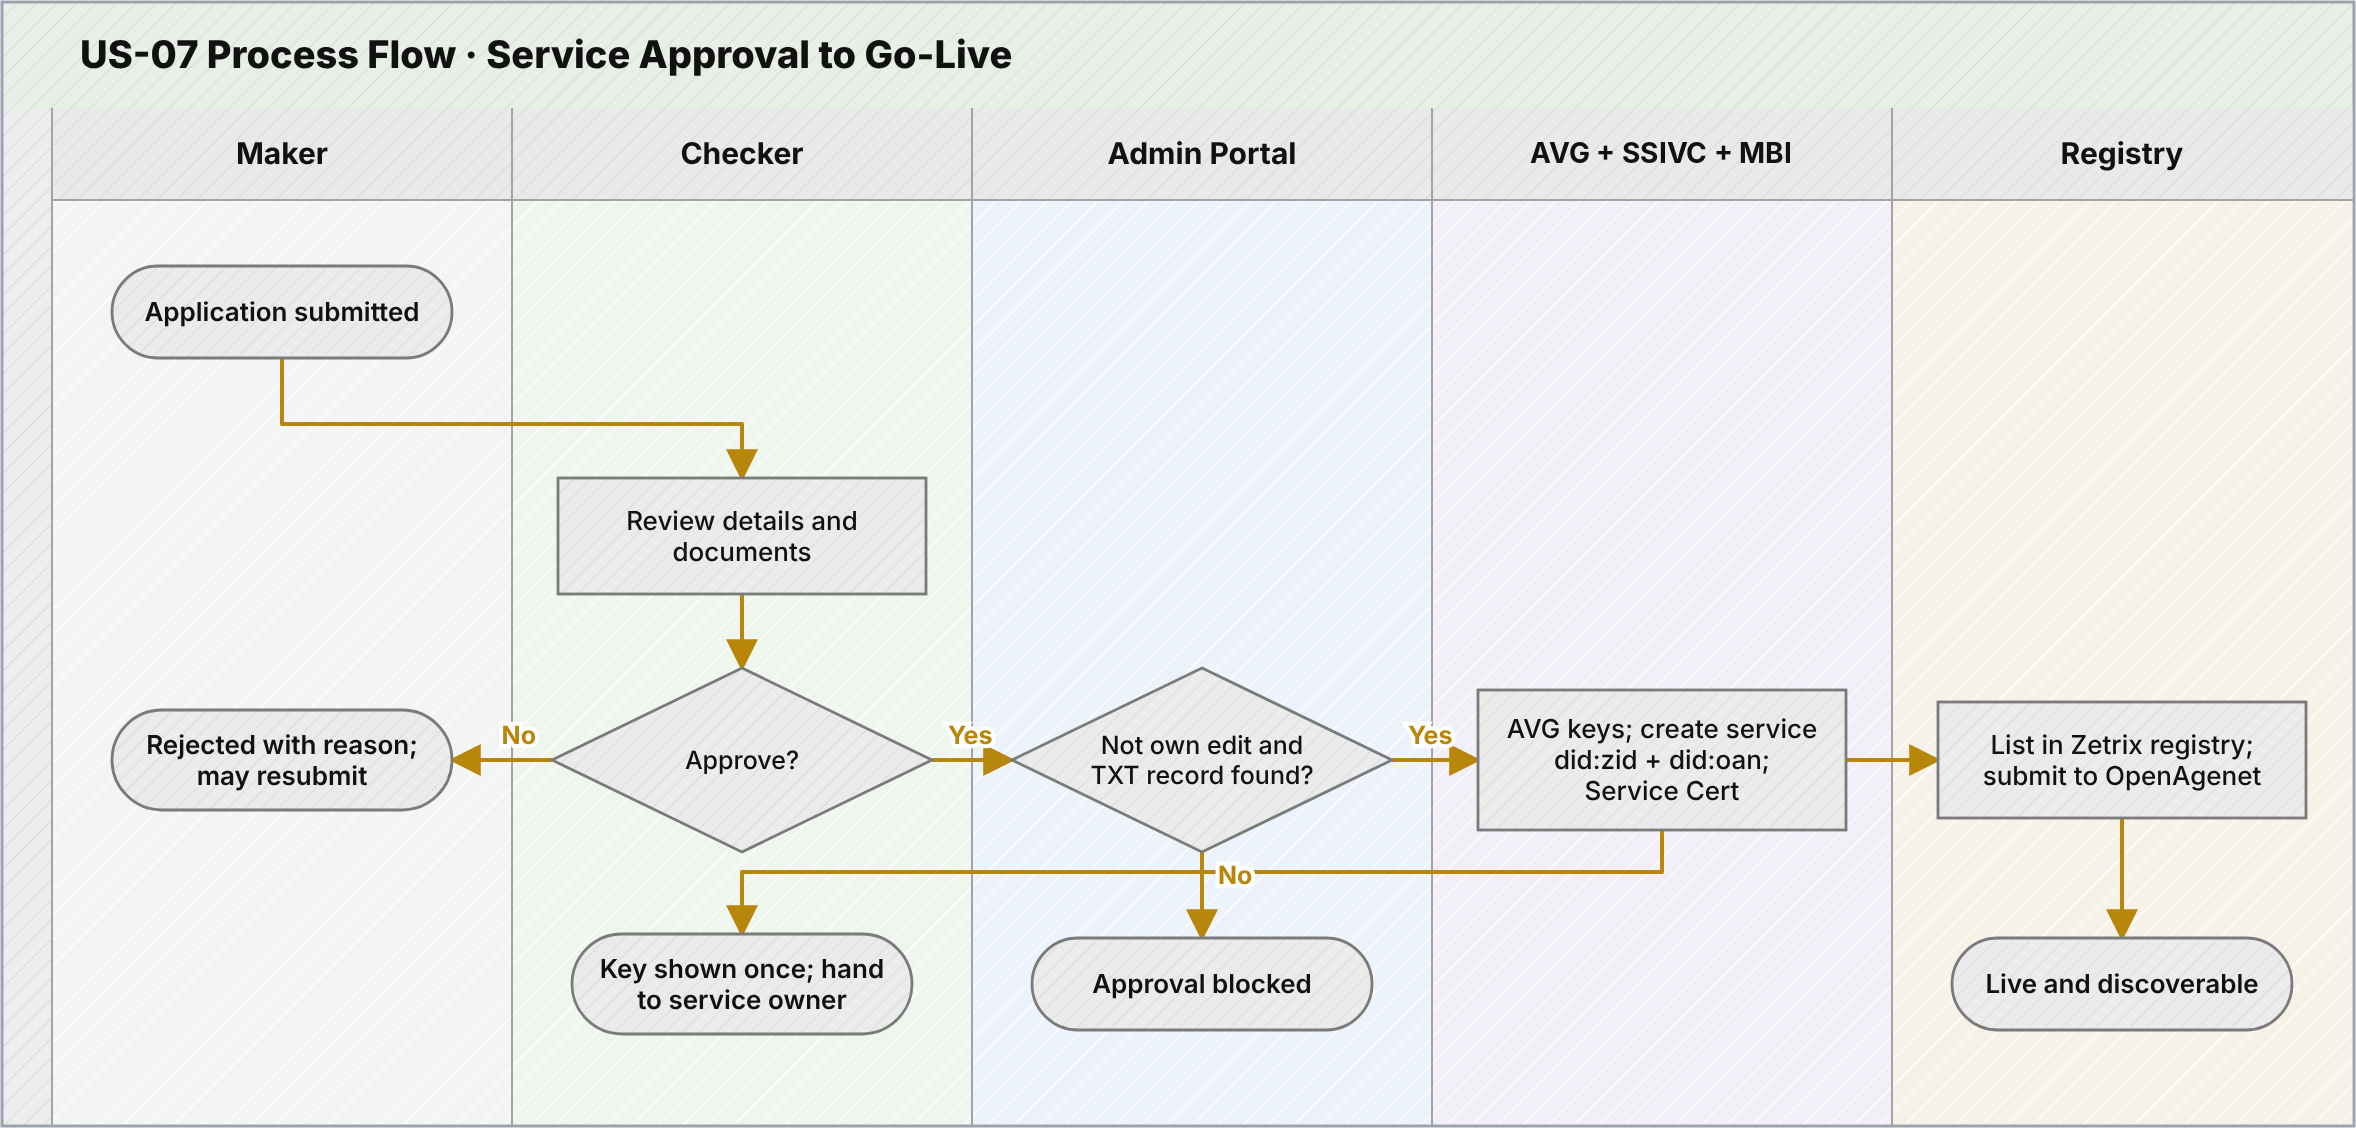 US-07 Process Flow · Service Approval to Go-Live
Maker
Checker
Admin Portal
AVG + SSIVC + MBI
Registry
Application submitted
Review details and
documents
Rejected with reason;
may resubmit
No
Approve?
Yes
Not own edit and
TXT record found?
Yes
AVG keys; create service
did:zid + did:oan;
Service Cert
List in Zetrix registry;
submit to OpenAgenet
No
Key shown once; hand
to service owner
Approval blocked
Live and discoverable